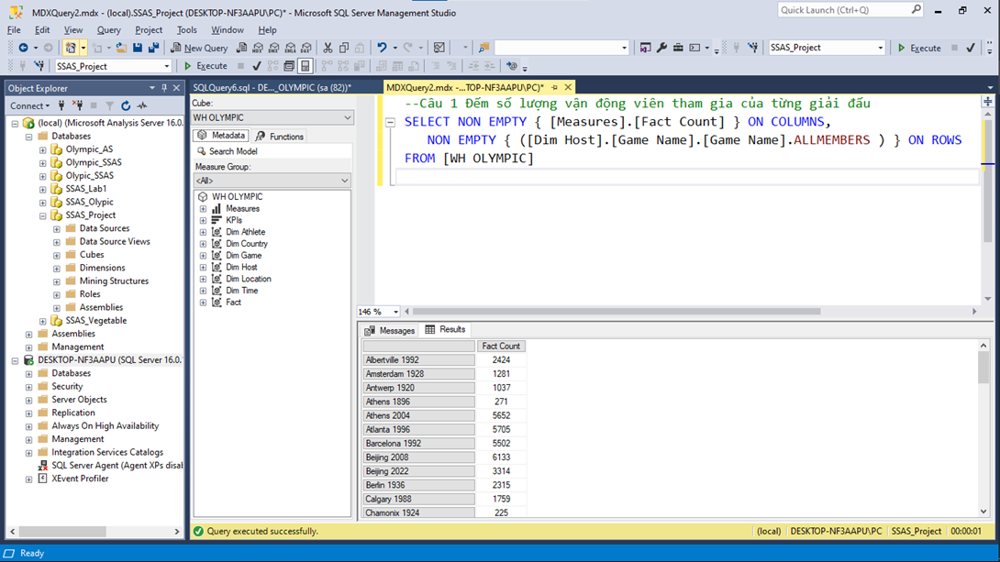 MDXQuery2.mdx - (local).SSAS_Project (DESKTOP-NF3AAPU\PC)* - Microsoft SQL Server Management Studio
Quick Launch (Ctrl+Q)
File Edit View Query Project Tools Window Help
New Query
SSAS_Project
Execute
SSAS_Project
Execute
Object Explorer
Connect
(local) (Microsoft Analysis Server 16.0.
Databases
Olympic_AS
Olympic_SSAS
Olypic_SSAS
SSAS_Lab1
SSAS_Olypic
SSAS_Project
Data Sources
Data Source Views
Cubes
Dimensions
Mining Structures
Roles
Assemblies
SSAS_Vegetable
Assemblies
Management
DESKTOP-NF3AAPU (SQL Server 16.0.
Databases
Security
Server Objects
Replication
Always On High Availability
Management
Integration Services Catalogs
SQL Server Agent (Agent XPs disab
XEvent Profiler
SQLQuery6.sql - DE..._OLYMPIC (sa (82))*
MDXQuery2.mdx -...TOP-NF3AAPU\PC)*
Cube:
WH OLYMPIC
Metadata Functions
Search Model
Measure Group:
<All>
WH OLYMPIC
Measures
KPIs
Dim Athlete
Dim Country
Dim Game
Dim Host
Dim Location
Dim Time
Fact
--Câu 1 Đếm số lượng vận động viên tham gia của từng giải đấu
SELECT NON EMPTY { [Measures].[Fact Count] } ON COLUMNS,
NON EMPTY { ([Dim Host].[Game Name].[Game Name].ALLMEMBERS ) } ON ROWS
FROM [WH OLYMPIC]
146 %
Messages Results
Fact Count
Albertville 1992 2424
Amsterdam 1928 1281
Antwerp 1920 1037
Athens 1896 271
Athens 2004 5652
Atlanta 1996 5705
Barcelona 1992 5502
Beijing 2008 6133
Beijing 2022 3314
Berlin 1936 2315
Calgary 1988 1759
Chamonix 1924 225
Query executed successfully.
(local) DESKTOP-NF3AAPU\PC SSAS_Project 00:00:01
Ready